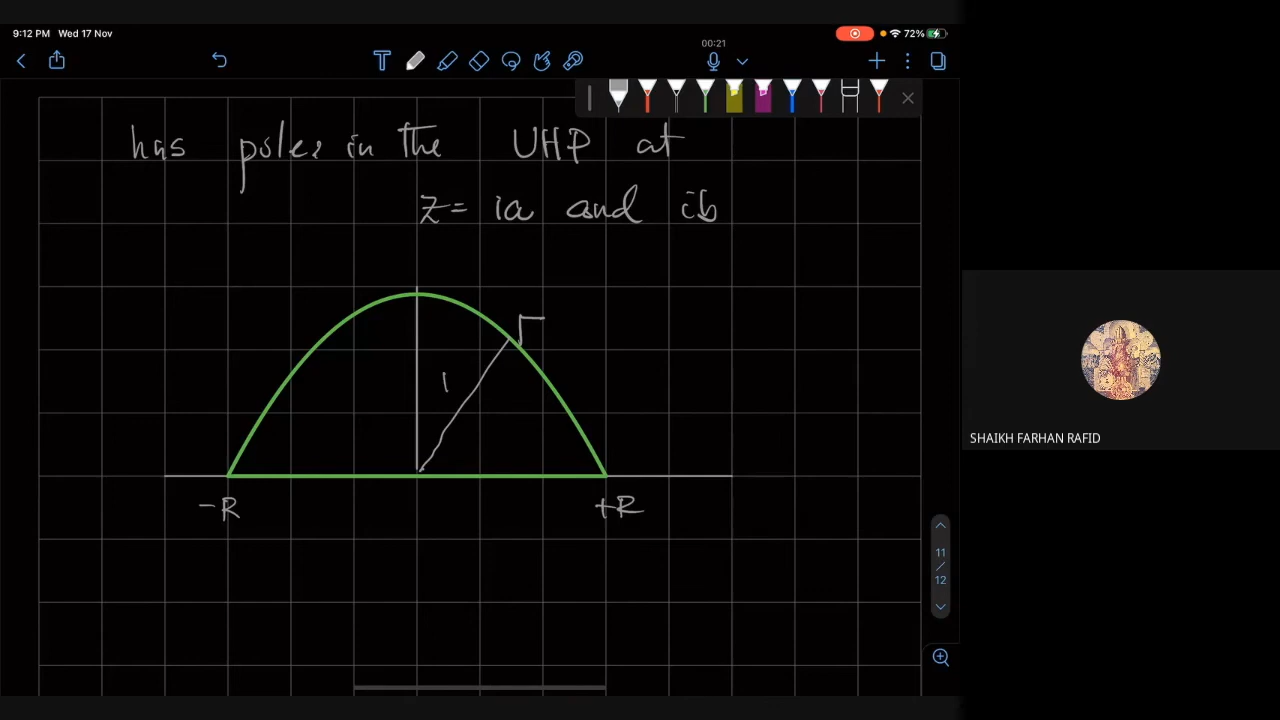 9:12 PM Wed 17 Nov
72%
00:21
T
has poles in the UHP at
z = ia and ib
Γ
-R
+R
11
/
12
SHAIKH FARHAN RAFID